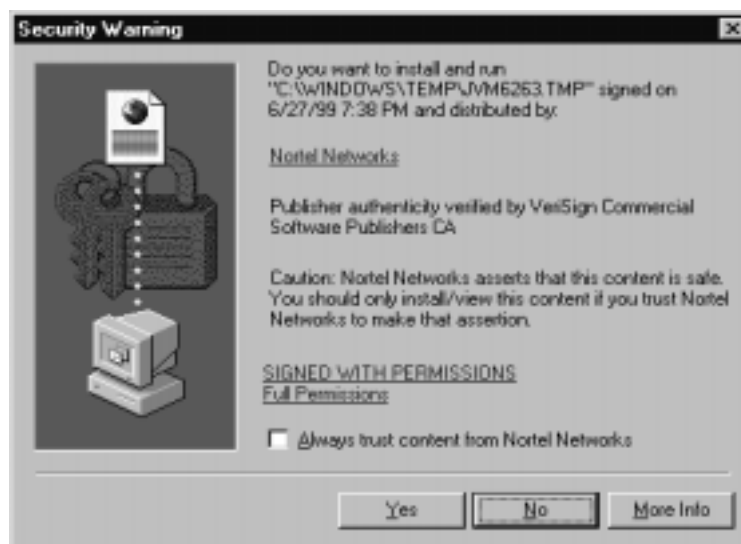 Security Warning
Do you want to install and run
"C:\WINDOWS\TEMP\JVM6263.TMP" signed on
6/27/99 7:38 PM and distributed by:
Nortel Networks
Publisher authenticity verified by VeriSign Commercial
Software Publishers CA
Caution: Nortel Networks asserts that this content is safe.
You should only install/view this content if you trust Nortel
Networks to make that assertion.
SIGNED WITH PERMISSIONS
Full Permissions
Always trust content from Nortel Networks
Yes
No
More Info